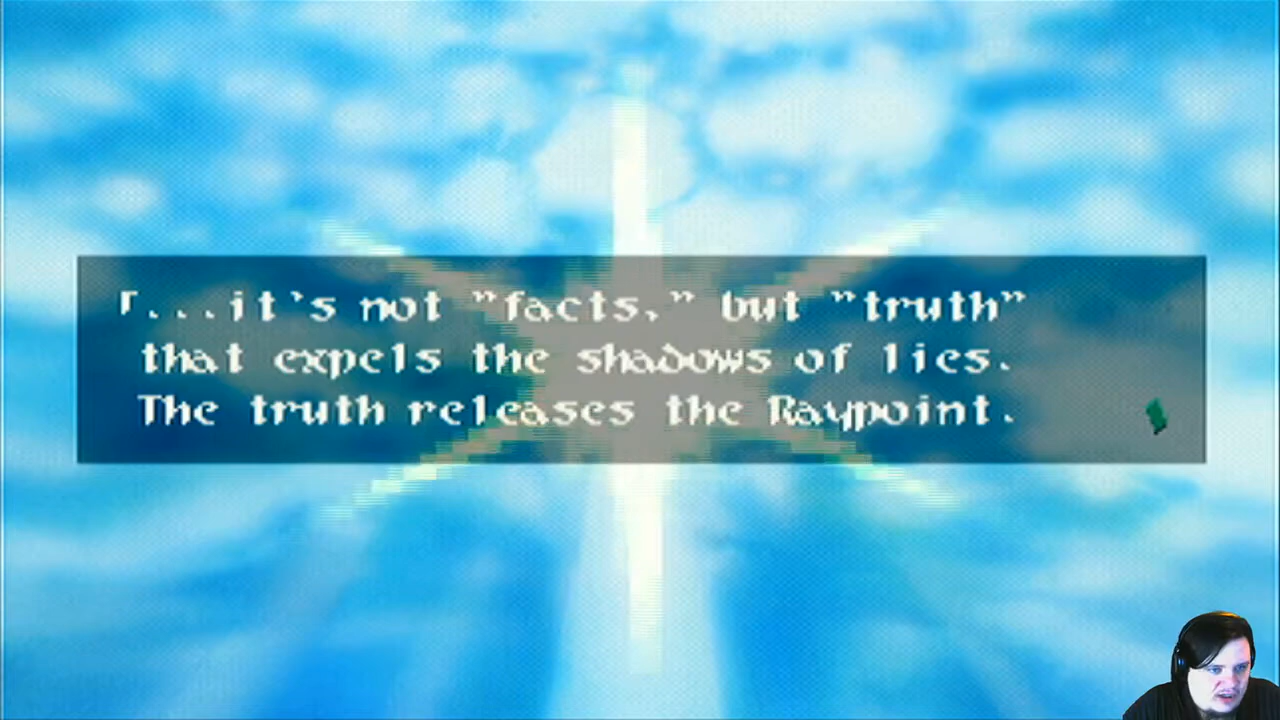 「...it's not "facts," but "truth"
that expels the shadows of lies.
The truth releases the Raypoint.